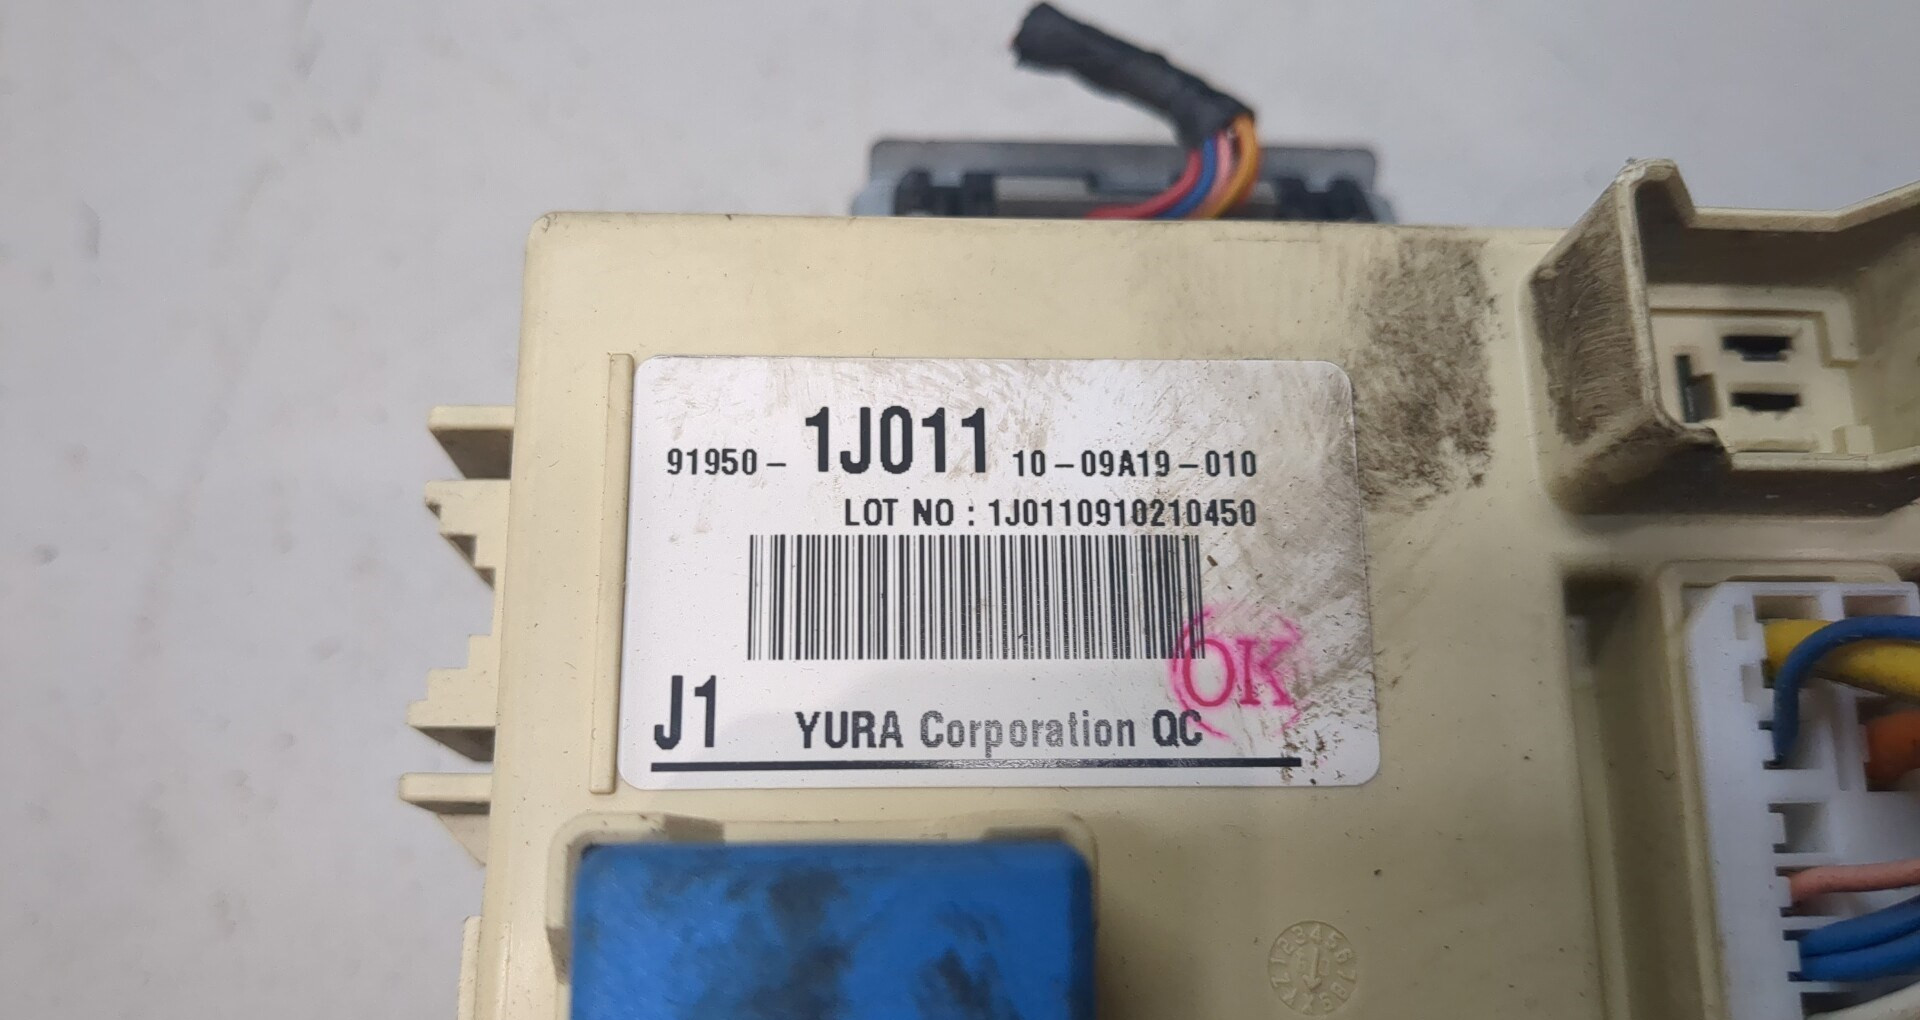 91950 - 1J011 10-09A19-010
LOT NO : 1J0110910210450
OK
J1 YURA Corporation QC